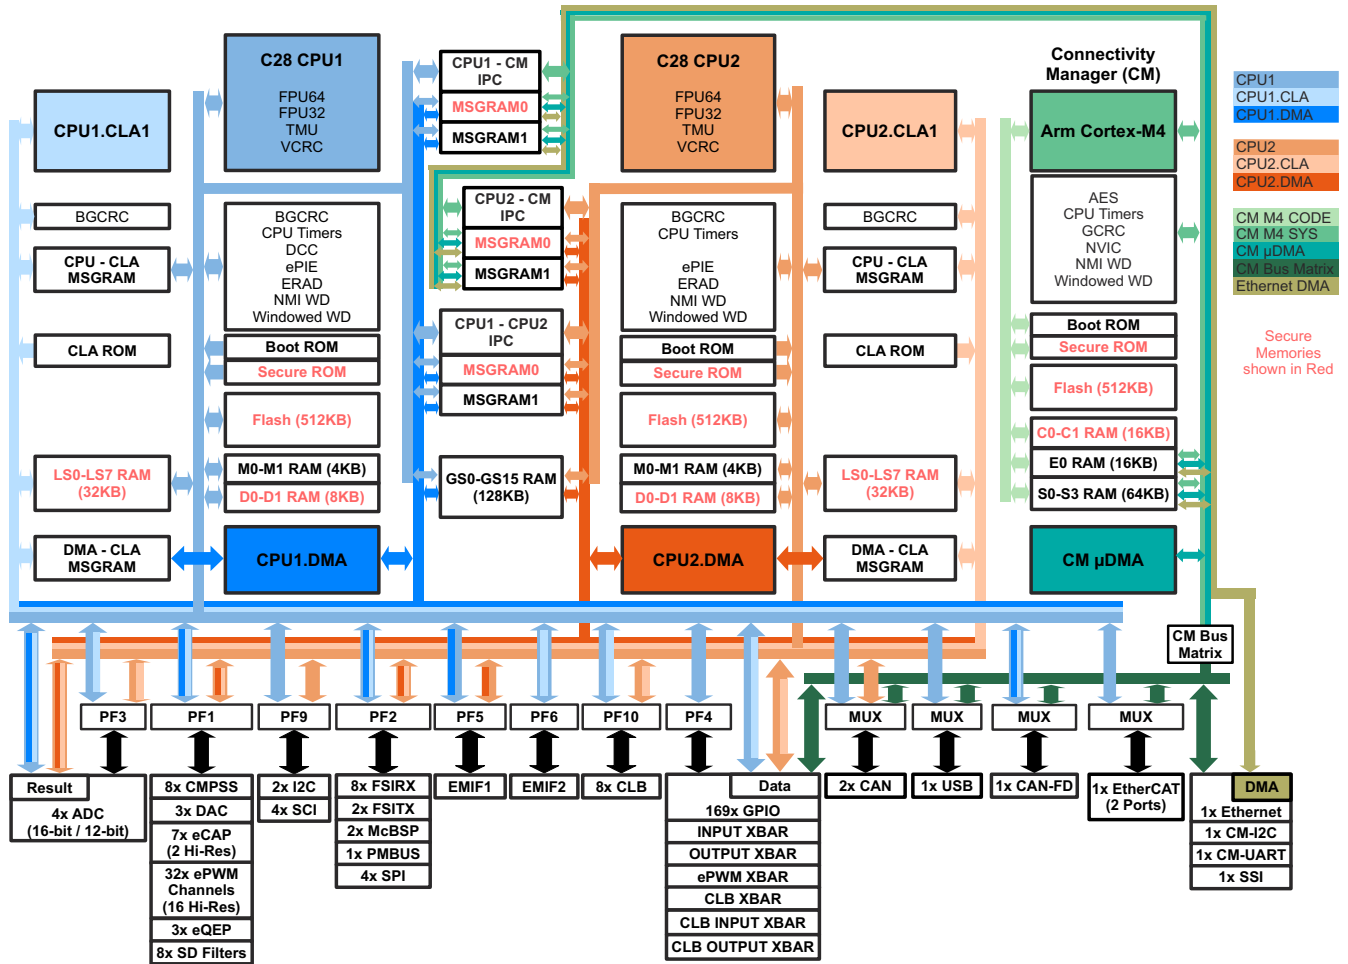 C28 CPU1
FPU64
FPU32
TMU
VCRC
CPU1.CLA1
BGCRC
CPU - CLA
MSGRAM
CLA ROM
LS0-LS7 RAM
(32KB)
DMA - CLA
MSGRAM
BGCRC
CPU Timers
DCC
ePIE
ERAD
NMI WD
Windowed WD
Boot ROM
Secure ROM
Flash (512KB)
M0-M1 RAM (4KB)
D0-D1 RAM (8KB)
CPU1.DMA
CPU1 - CM
IPC
MSGRAM0
MSGRAM1
CPU2 - CM
IPC
MSGRAM0
MSGRAM1
CPU1 - CPU2
IPC
MSGRAM0
MSGRAM1
GS0-GS15 RAM
(128KB)
C28 CPU2
FPU64
FPU32
TMU
VCRC
BGCRC
CPU Timers
ePIE
ERAD
NMI WD
Windowed WD
Boot ROM
Secure ROM
Flash (512KB)
M0-M1 RAM (4KB)
D0-D1 RAM (8KB)
CPU2.DMA
CPU2.CLA1
BGCRC
CPU - CLA
MSGRAM
CLA ROM
LS0-LS7 RAM
(32KB)
DMA - CLA
MSGRAM
Connectivity
Manager (CM)
Arm Cortex-M4
AES
CPU Timers
GCRC
NVIC
NMI WD
Windowed WD
Boot ROM
Secure ROM
Flash (512KB)
C0-C1 RAM (16KB)
E0 RAM (16KB)
S0-S3 RAM (64KB)
CM µDMA
CPU1
CPU1.CLA
CPU1.DMA
CPU2
CPU2.CLA
CPU2.DMA
CM M4 CODE
CM M4 SYS
CM µDMA
CM Bus Matrix
Ethernet DMA
Secure
Memories
shown in Red
CM Bus
Matrix
PF3
PF1
PF9
PF2
PF5
PF6
PF10
PF4
MUX
MUX
MUX
MUX
Result
4x ADC
(16-bit / 12-bit)
8x CMPSS
3x DAC
7x eCAP
(2 Hi-Res)
32x ePWM
Channels
(16 Hi-Res)
3x eQEP
8x SD Filters
2x I2C
4x SCI
8x FSIRX
2x FSITX
2x McBSP
1x PMBUS
4x SPI
EMIF1
EMIF2
8x CLB
Data
169x GPIO
INPUT XBAR
OUTPUT XBAR
ePWM XBAR
CLB XBAR
CLB INPUT XBAR
CLB OUTPUT XBAR
2x CAN
1x USB
1x CAN-FD
1x EtherCAT
(2 Ports)
DMA
1x Ethernet
1x CM-I2C
1x CM-UART
1x SSI